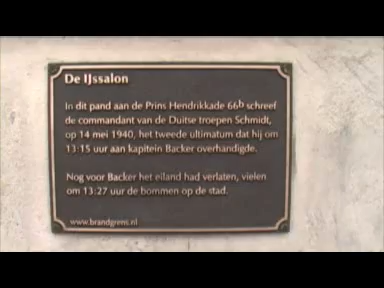 De IJssalon
In dit pand aan de Prins Hendrikkade 66b schreef
de commandant van de Duitse troepen Schmidt,
op 14 mei 1940, het tweede ultimatum dat hij om
13:15 uur aan kapitein Backer overhandigde.
Nog voor Backer het eiland had verlaten, vielen
om 13:27 uur de bommen op de stad.
www.brandgrens.nl